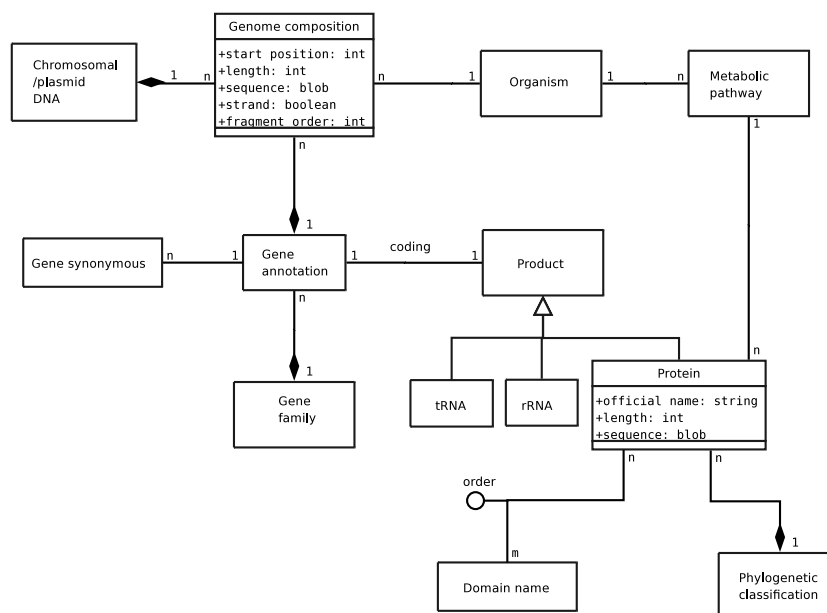 Genome composition
+start position: int
+length: int
+sequence: blob
+strand: boolean
+fragment order: int
Chromosomal
/plasmid
DNA
1
n
n
1
Organism
1
n
Metabolic
pathway
1
n
n
1
Gene synonymous
n
1
Gene
annotation
1
coding
1
Product
n
1
Gene
family
tRNA
rRNA
Protein
+official name: string
+length: int
+sequence: blob
n
n
order
m
1
Domain name
Phylogenetic
classification